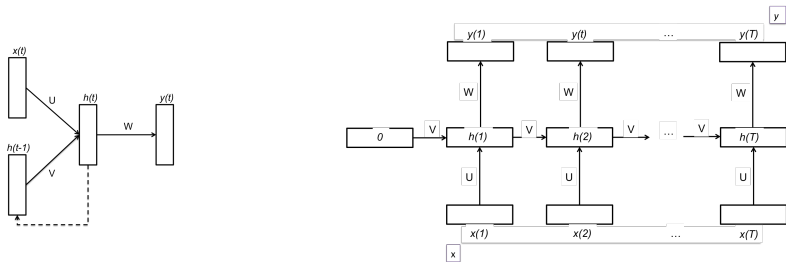 x(t)
U
h(t)
y(t)
W
h(t-1)
V
y
y(1) y(t) ... y(T)
W W W
0 V h(1) V h(2) V ... V h(T)
U U U
x(1) x(2) ... x(T)
x